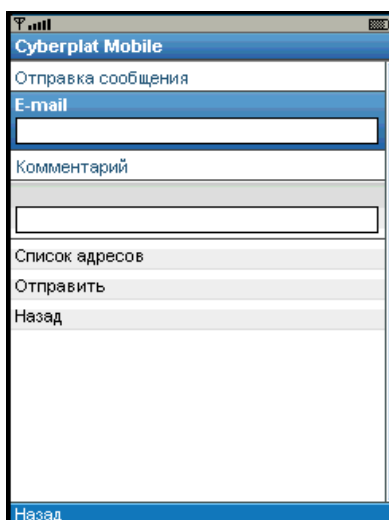 Cyberplat Mobile
Отправка сообщения
E-mail
Комментарий
Список адресов
Отправить
Назад
Назад